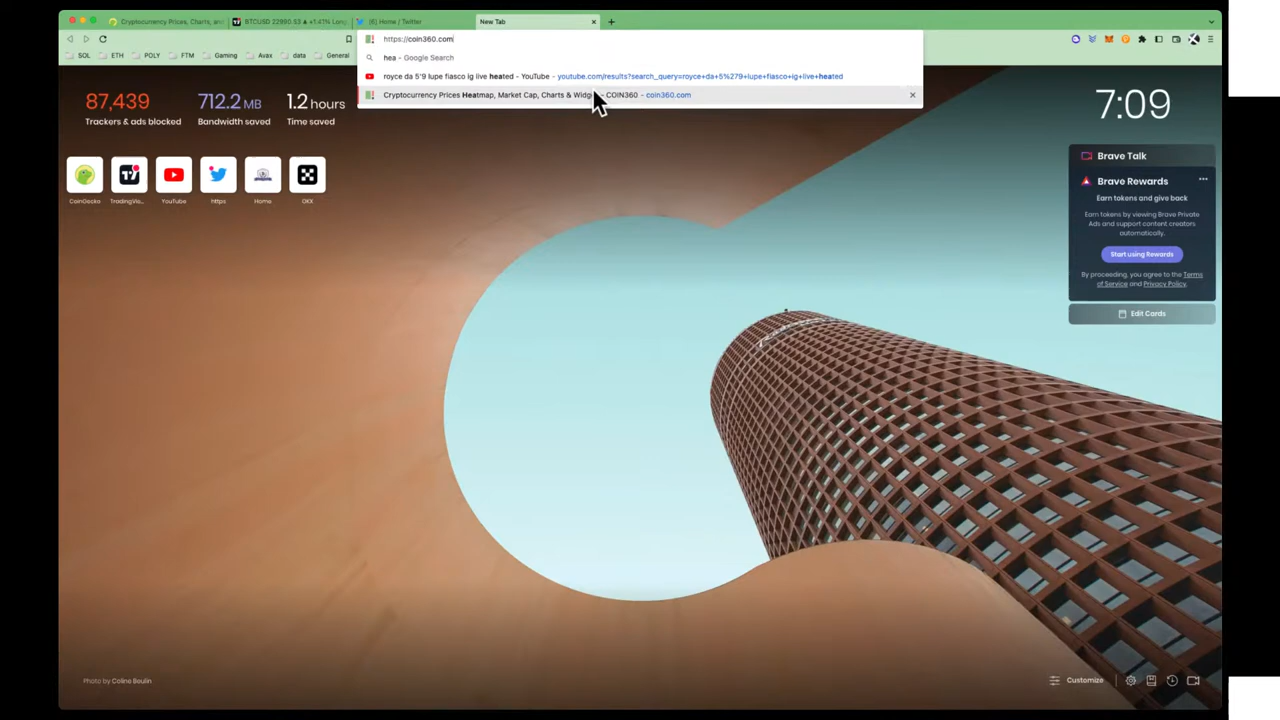 Cryptocurrency Prices, Charts, and
BTCUSD 22990.53 ▲ +1.41% Long
(6) Home / Twitter
New Tab
https://coin360.com
SOL
ETH
POLY
FTM
Gaming
Avax
data
General
hea - Google Search
royce da 5'9 lupe fiasco ig live heated - YouTube - youtube.com/results?search_query=royce+da+5%279+lupe+fiasco+ig+live+heated
Cryptocurrency Prices Heatmap, Market Cap, Charts & Widg - COIN360 - coin360.com
87,439
Trackers & ads blocked
712.2 MB
Bandwidth saved
1.2 hours
Time saved
7:09
CoinGecko
TradingVie...
YouTube
https
Home
OKX
Brave Talk
Brave Rewards
Earn tokens and give back
Earn tokens by viewing Brave Private
Ads and support content creators
automatically.
Start using Rewards
By proceeding, you agree to the Terms
of Service and Privacy Policy.
Edit Cards
Photo by Coline Beulin
Customize